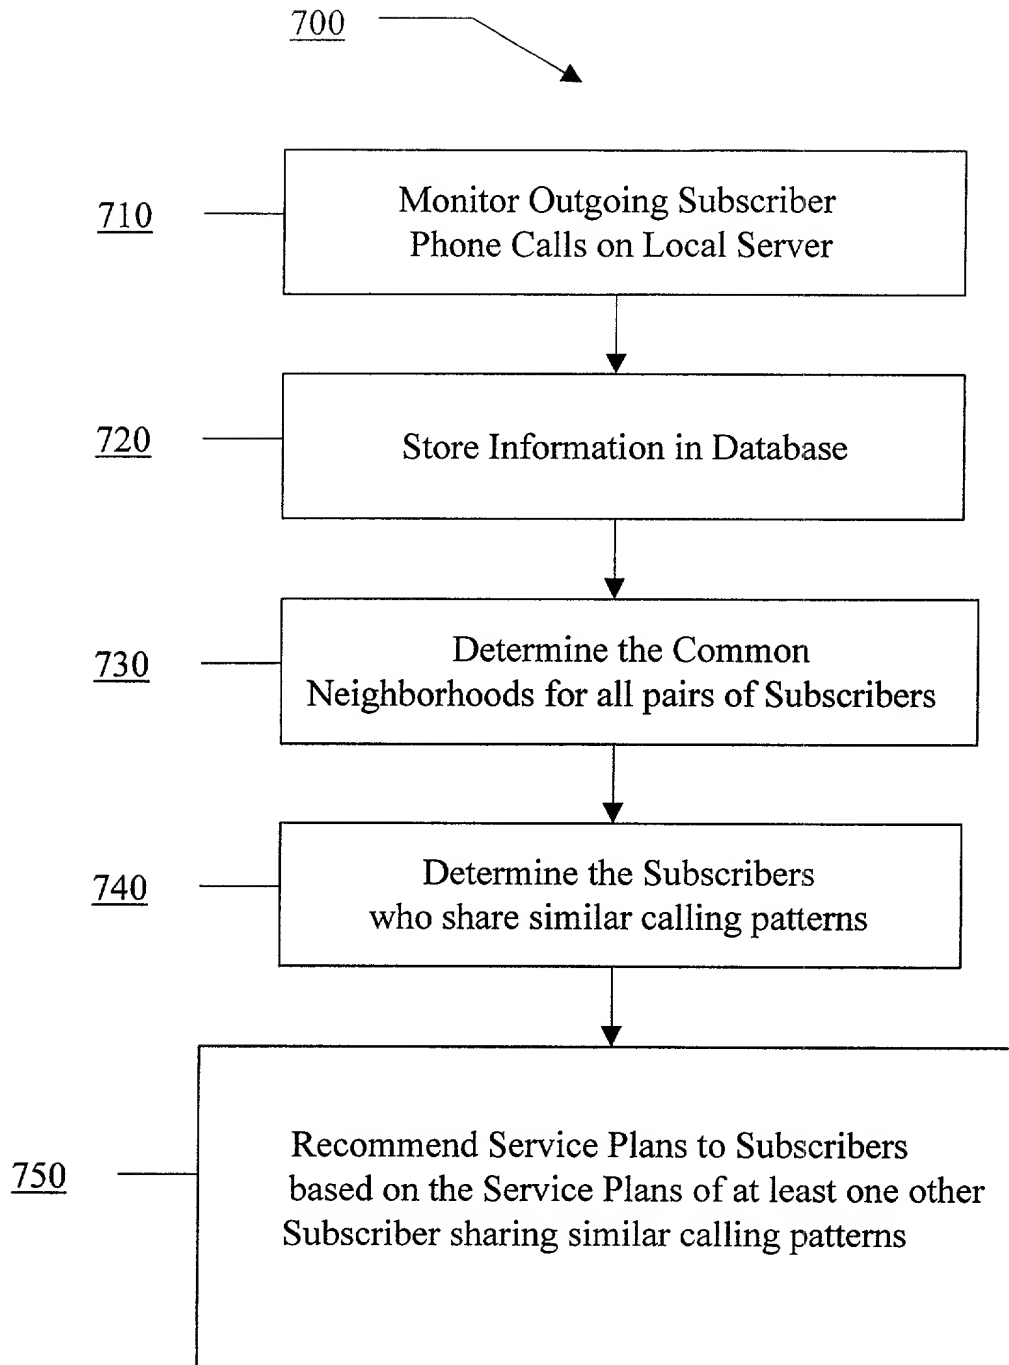 700
710
Monitor Outgoing Subscriber
Phone Calls on Local Server
720
Store Information in Database
730
Determine the Common
Neighborhoods for all pairs of Subscribers
740
Determine the Subscribers
who share similar calling patterns
750
Recommend Service Plans to Subscribers
based on the Service Plans of at least one other
Subscriber sharing similar calling patterns